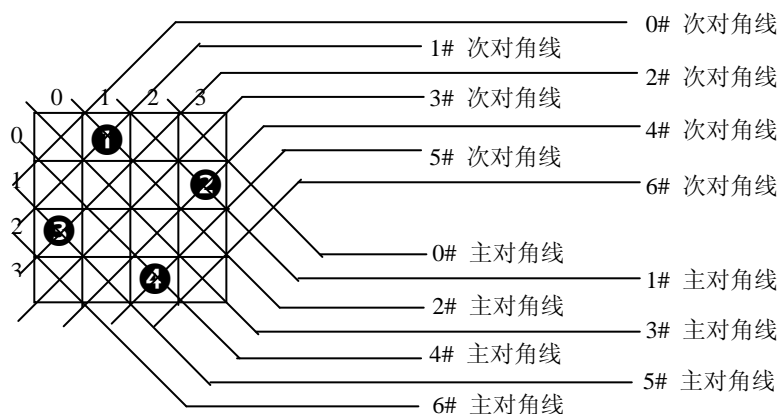 0# 次对角线
1# 次对角线
2# 次对角线
3# 次对角线
4# 次对角线
5# 次对角线
6# 次对角线
0 1 2 3
0
1
2
3
1
2
3
4
0# 主对角线
1# 主对角线
2# 主对角线
3# 主对角线
4# 主对角线
5# 主对角线
6# 主对角线